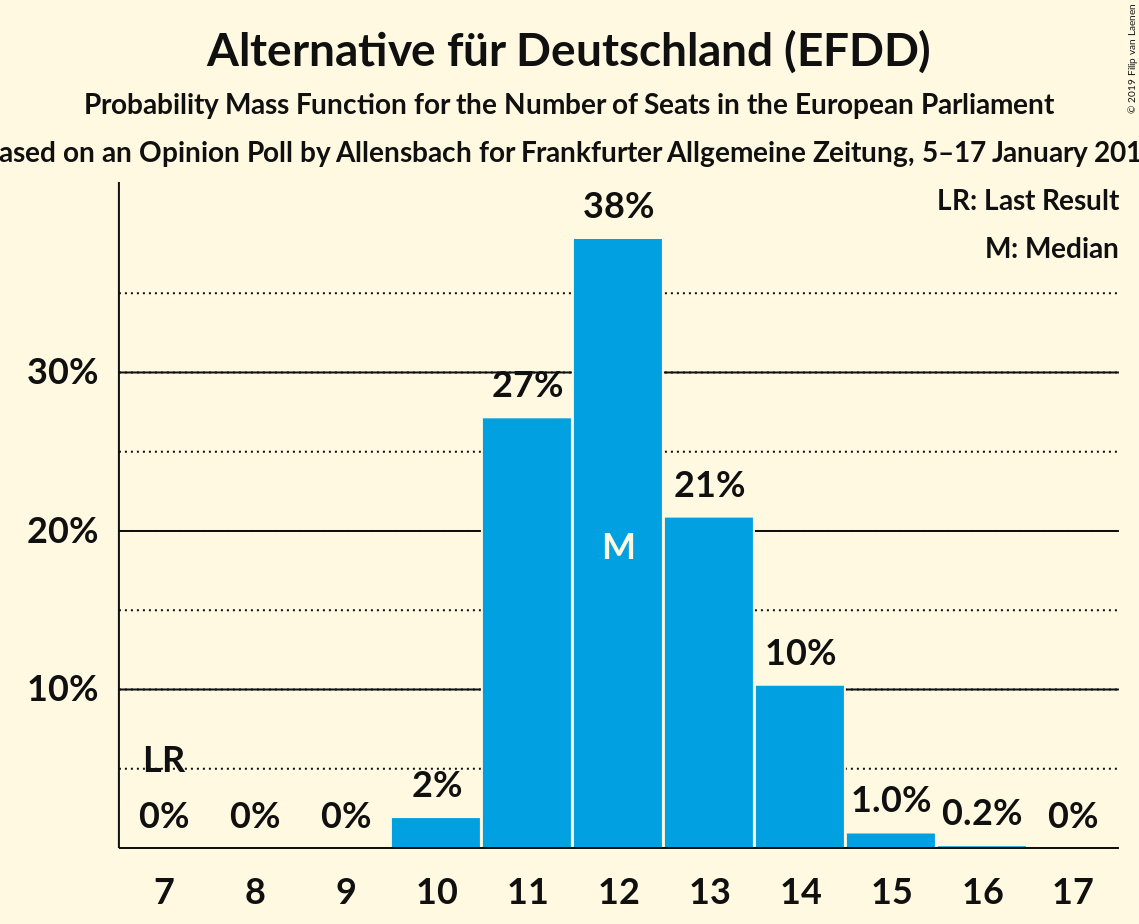 Alternative für Deutschland (EFDD)
Probability Mass Function for the Number of Seats in the European Parliament
ased on an Opinion Poll by Allensbach for Frankfurter Allgemeine Zeitung, 5–17 January 201
© 2019 Filip van Laenen
LR: Last Result
M: Median
38%
30%
27%
21%
20%
M
10%
10%
LR
2%
0%
0%
0%
1.0%
0.2%
0%
7 8 9 10 11 12 13 14 15 16 17